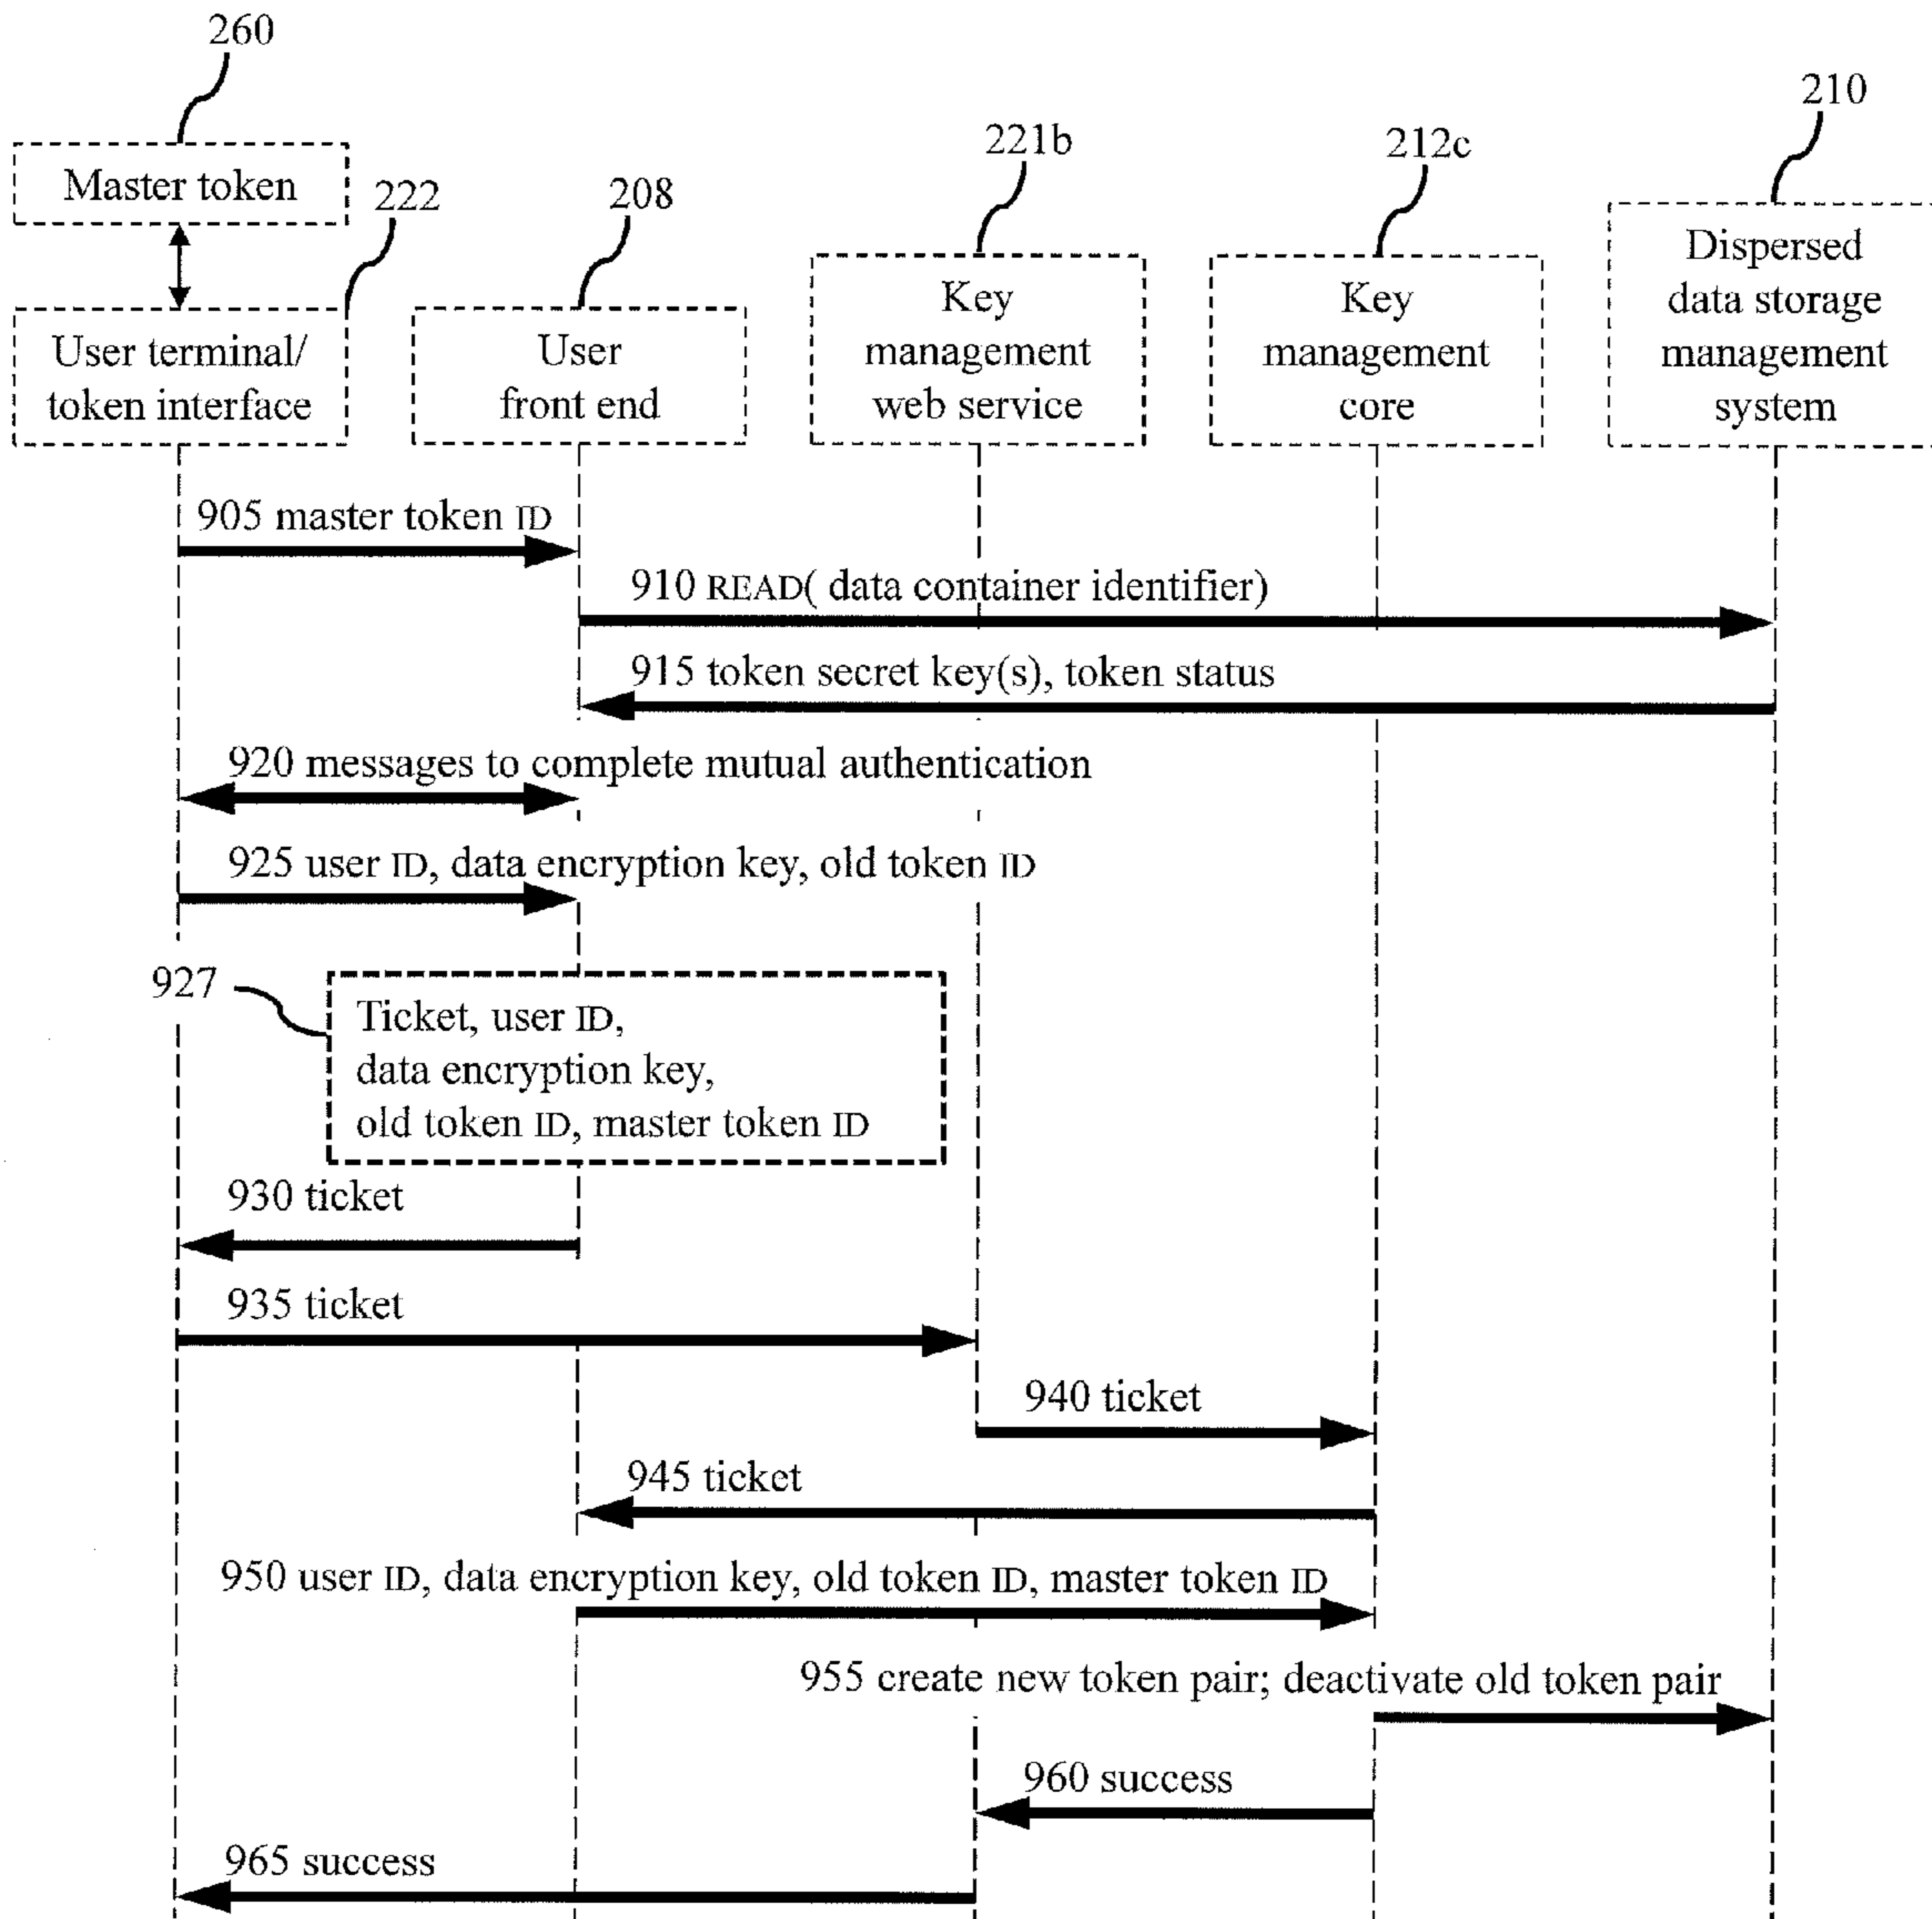 260
210
221b
212c
Master token
222
208
Dispersed
data storage
management
system
Key
management
web service
Key
management
core
User terminal/
token interface
User
front end
905 master token ID
910 READ( data container identifier)
915 token secret key(s), token status
920 messages to complete mutual authentication
925 user ID, data encryption key, old token ID
927
Ticket, user ID,
data encryption key,
old token ID, master token ID
930 ticket
935 ticket
940 ticket
945 ticket
950 user ID, data encryption key, old token ID, master token ID
955 create new token pair; deactivate old token pair
960 success
965 success